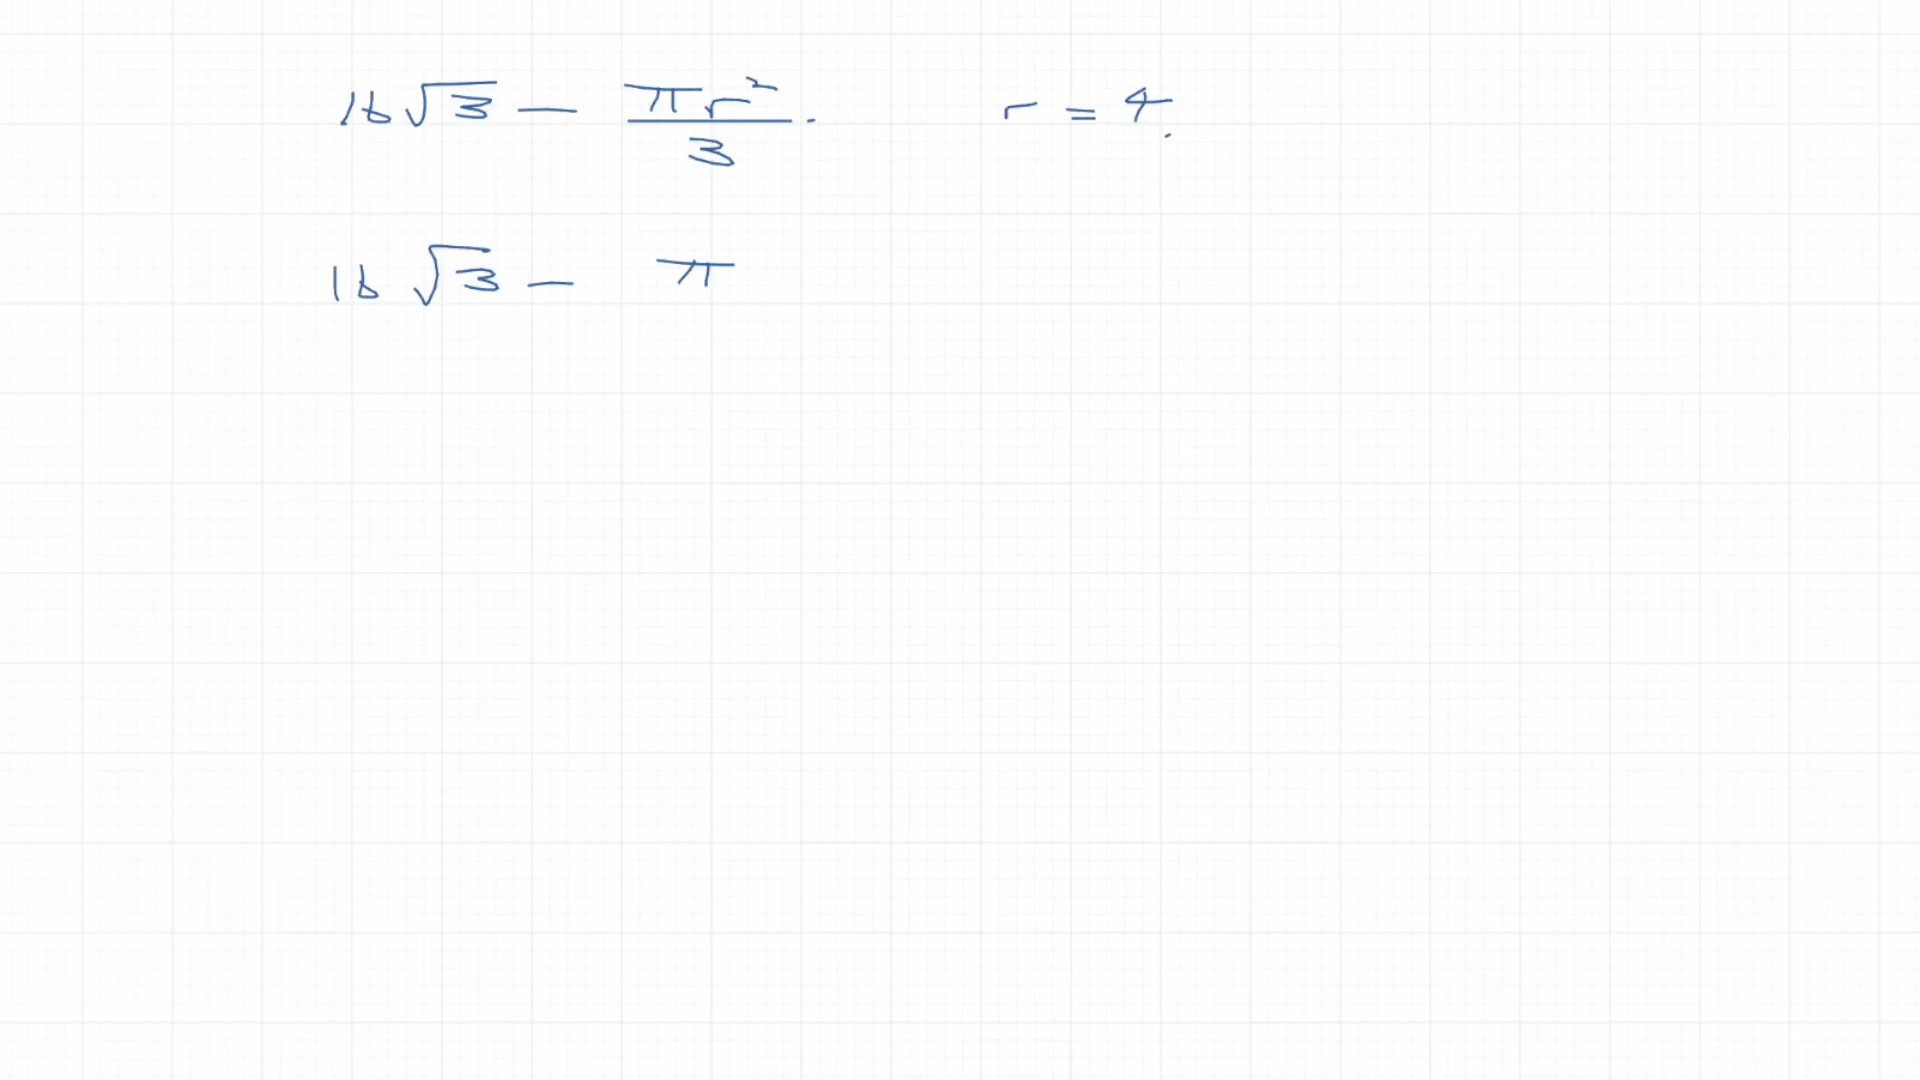 16√3 — πr²/3. r = 4.
16√3 — π